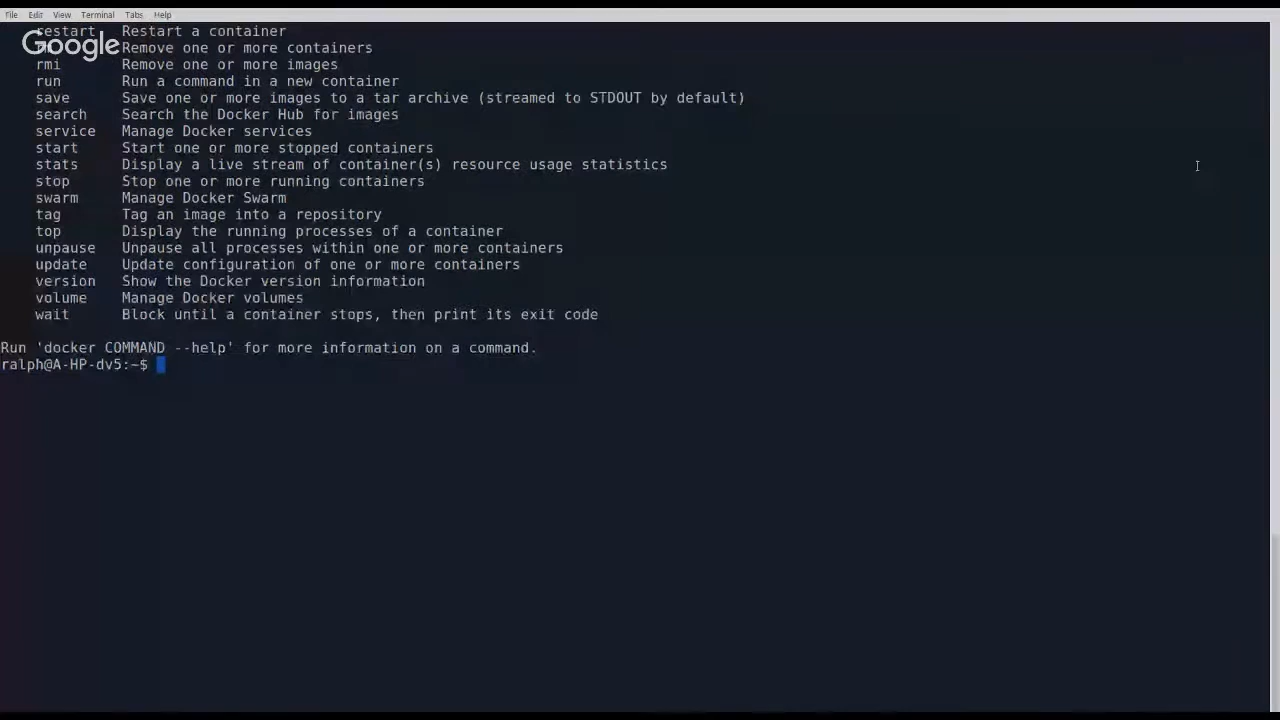 File Edit View Terminal Tabs Help
Google
restart Restart a container
Remove one or more containers
rmi Remove one or more images
run Run a command in a new container
save Save one or more images to a tar archive (streamed to STDOUT by default)
search Search the Docker Hub for images
service Manage Docker services
start Start one or more stopped containers
stats Display a live stream of container(s) resource usage statistics
stop Stop one or more running containers
swarm Manage Docker Swarm
tag Tag an image into a repository
top Display the running processes of a container
unpause Unpause all processes within one or more containers
update Update configuration of one or more containers
version Show the Docker version information
volume Manage Docker volumes
wait Block until a container stops, then print its exit code
Run 'docker COMMAND --help' for more information on a command.
ralph@A-HP-dv5:~$